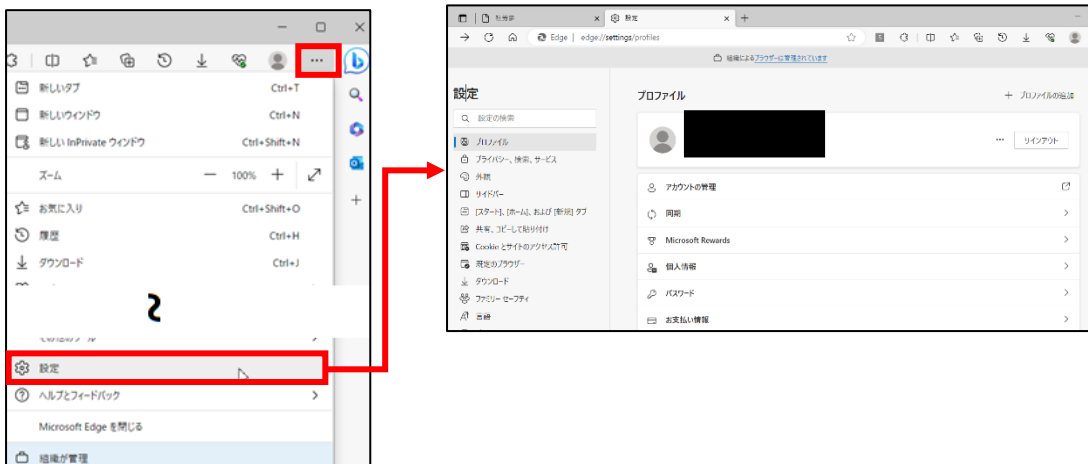 新しいタブ Ctrl+T
新しいウィンドウ Ctrl+N
新しい InPrivate ウィンドウ Ctrl+Shift+N
ズーム 100%
お気に入り Ctrl+Shift+O
履歴 Ctrl+H
ダウンロード Ctrl+J
設定
ヘルプとフィードバック
Microsoft Edge を閉じる
組織が管理
設定
Edge edge://settings/profiles
組織によるブラウザーは管理されています
設定
設定の検索
プロファイル
プライバシー、検索、サービス
外観
サイドバー
[スタート]、[ホーム]、および [新規] タブ
共有、コピーして貼り付け
Cookie とサイトのアクセス許可
既定のブラウザー
ダウンロード
ファミリー セーフティ
言語
プロファイル
プロファイルの追加
サインアウト
アカウントの管理
同期
Microsoft Rewards
個人情報
パスワード
お支払い情報